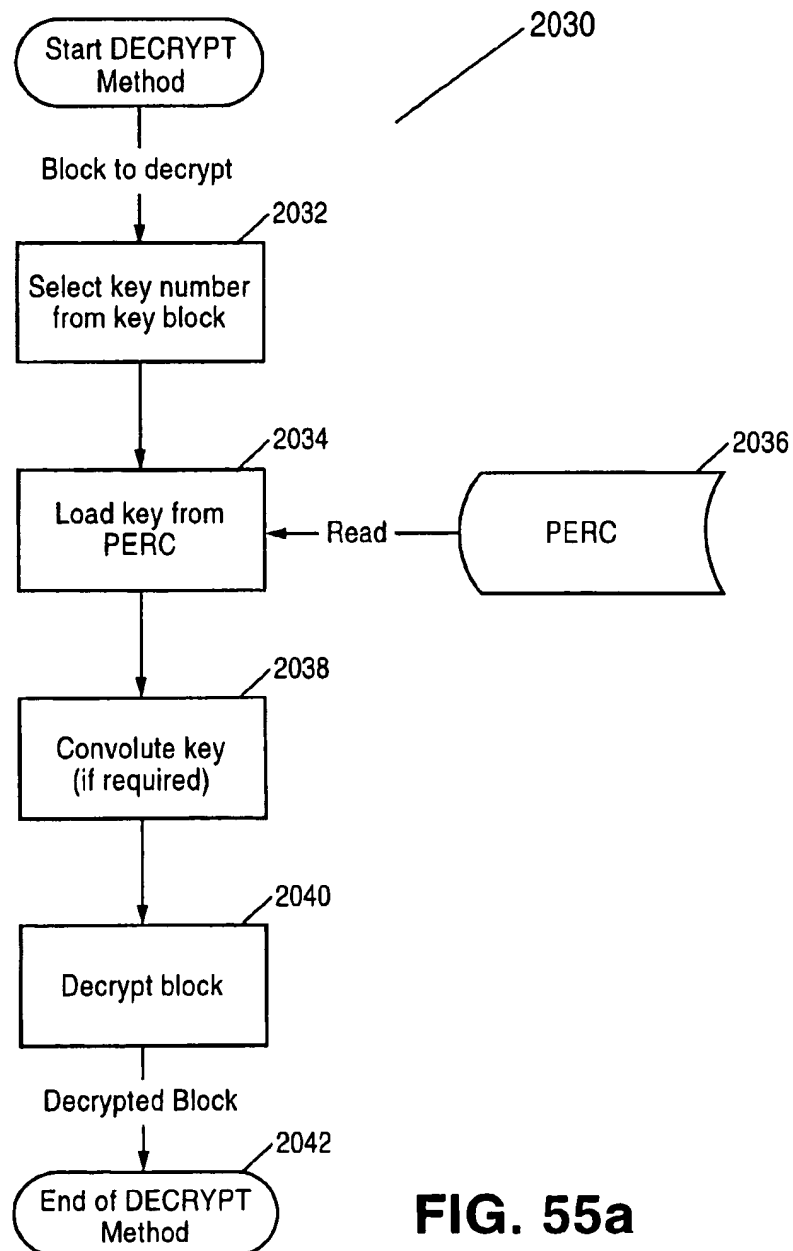 Start DECRYPT
Method
2030
Block to decrypt
2032
Select key number
from key block
2034
Load key from
PERC
Read
2036
PERC
2038
Convolute key
(if required)
2040
Decrypt block
Decrypted Block
2042
End of DECRYPT
Method
FIG. 55a